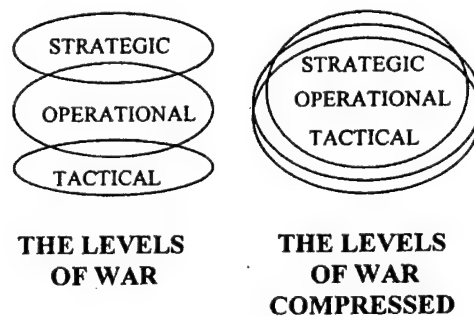 STRATEGIC
OPERATIONAL
TACTICAL
THE LEVELS
OF WAR
STRATEGIC
OPERATIONAL
TACTICAL
THE LEVELS
OF WAR
COMPRESSED